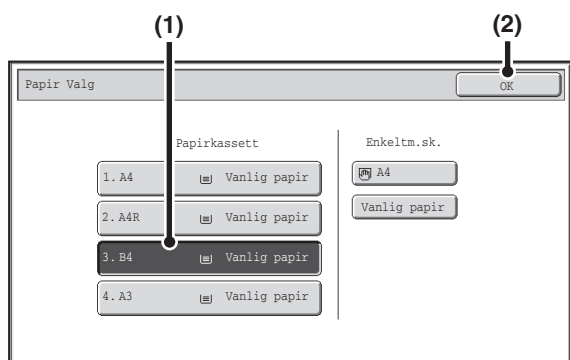 (1) (2)
Papir Valg OK
Papirkassett Enkeltm.sk.
1. A4 Vanlig papir A4
2. A4R Vanlig papir Vanlig papir
3. B4 Vanlig papir
4. A3 Vanlig papir